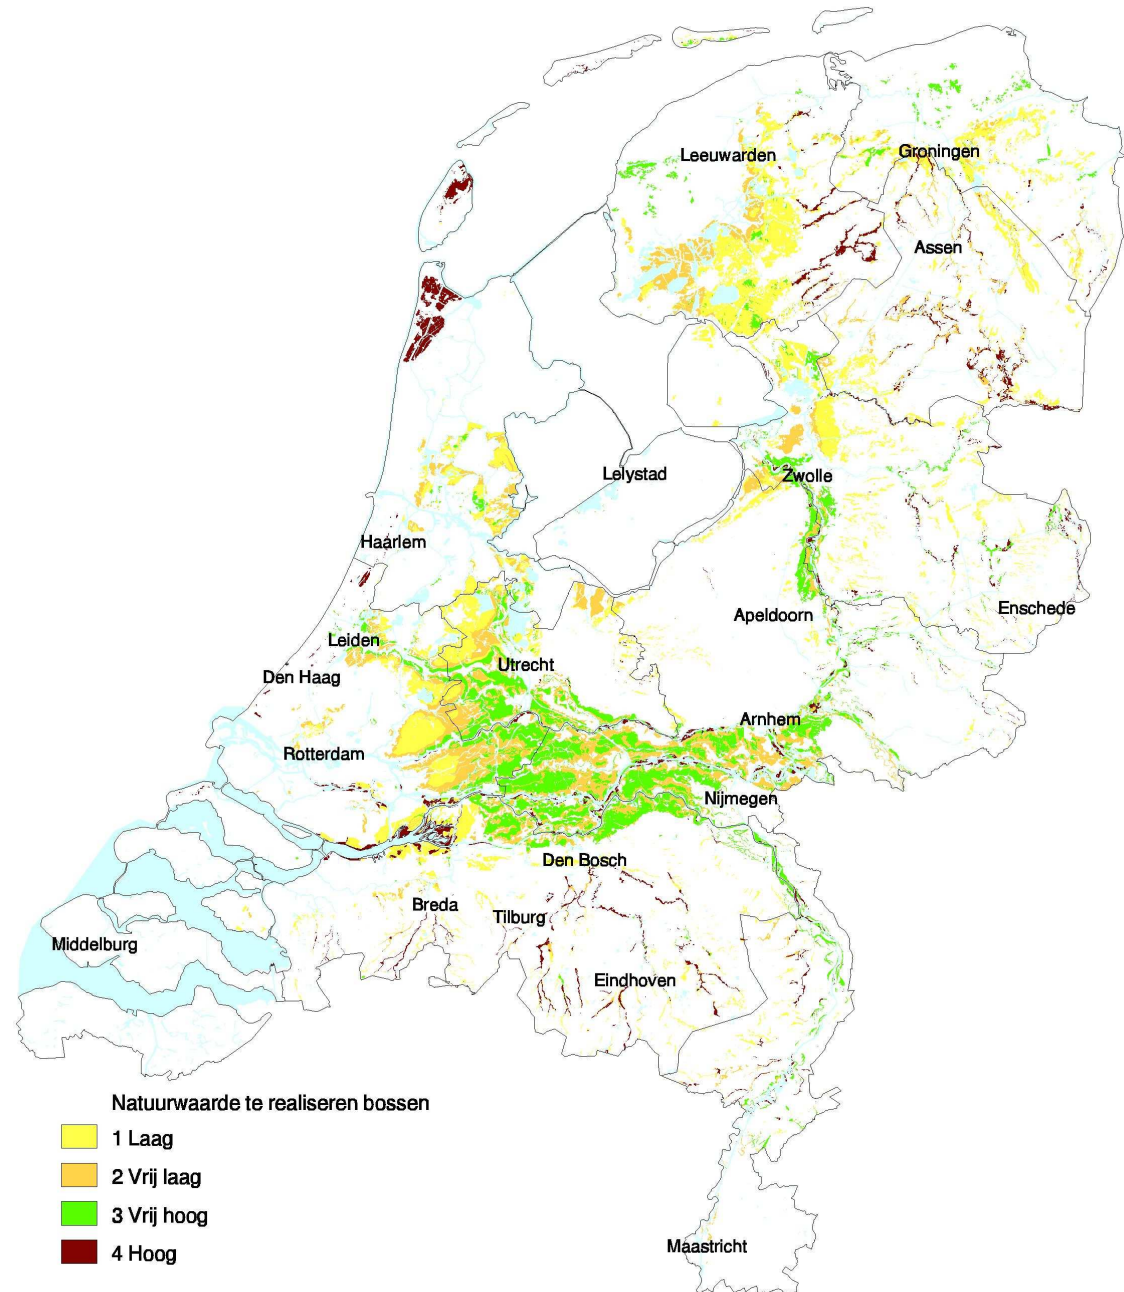 Leeuwarden
Groningen
Assen
Lelystad
Zwolle
Haarlem
Enschede
Apeldoorn
Leiden
Utrecht
Den Haag
Arnhem
Rotterdam
Nijmegen
Den Bosch
Breda
Tilburg
Middelburg
Eindhoven
Natuurwaarde te realiseren bossen
1 Laag
2 Vrij laag
3 Vrij hoog
4 Hoog
Maastricht